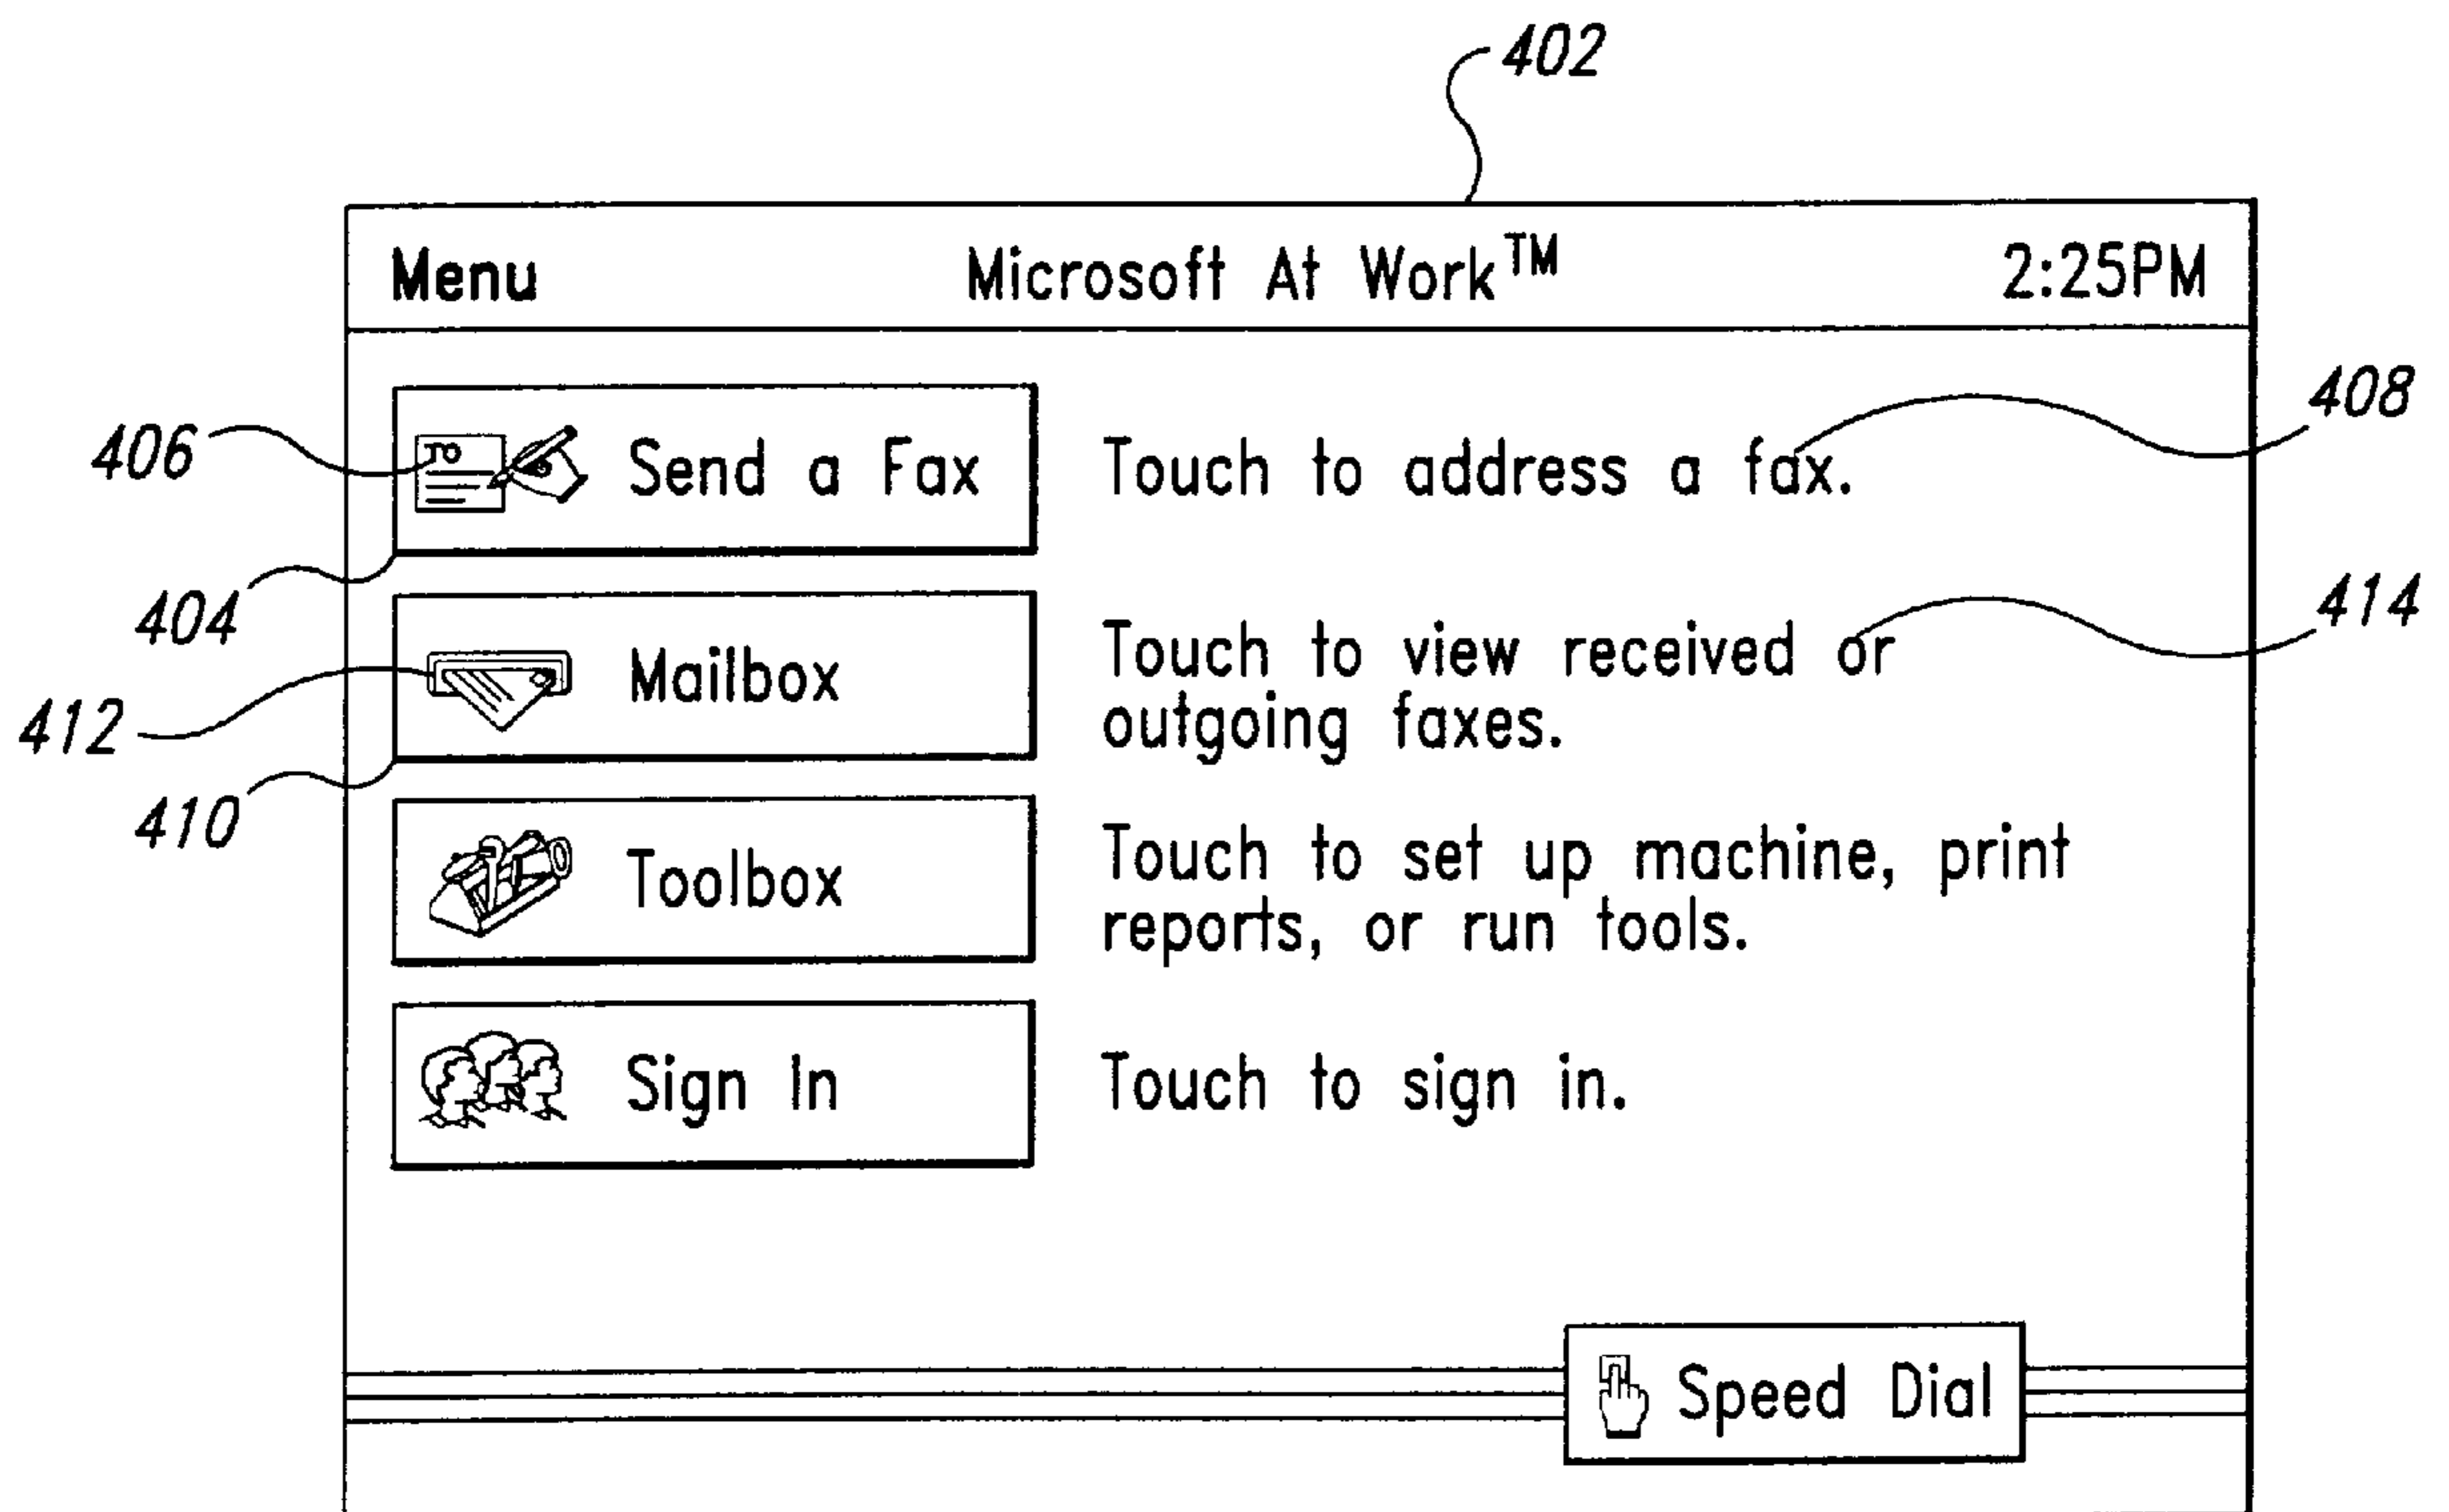 402
Menu Microsoft At Work™ 2:25PM
408
406
TO
Send a Fax Touch to address a fax.
404
414
Mailbox Touch to view received or
outgoing faxes.
412
410
Toolbox Touch to set up machine, print
reports, or run tools.
Sign In Touch to sign in.
Speed Dial